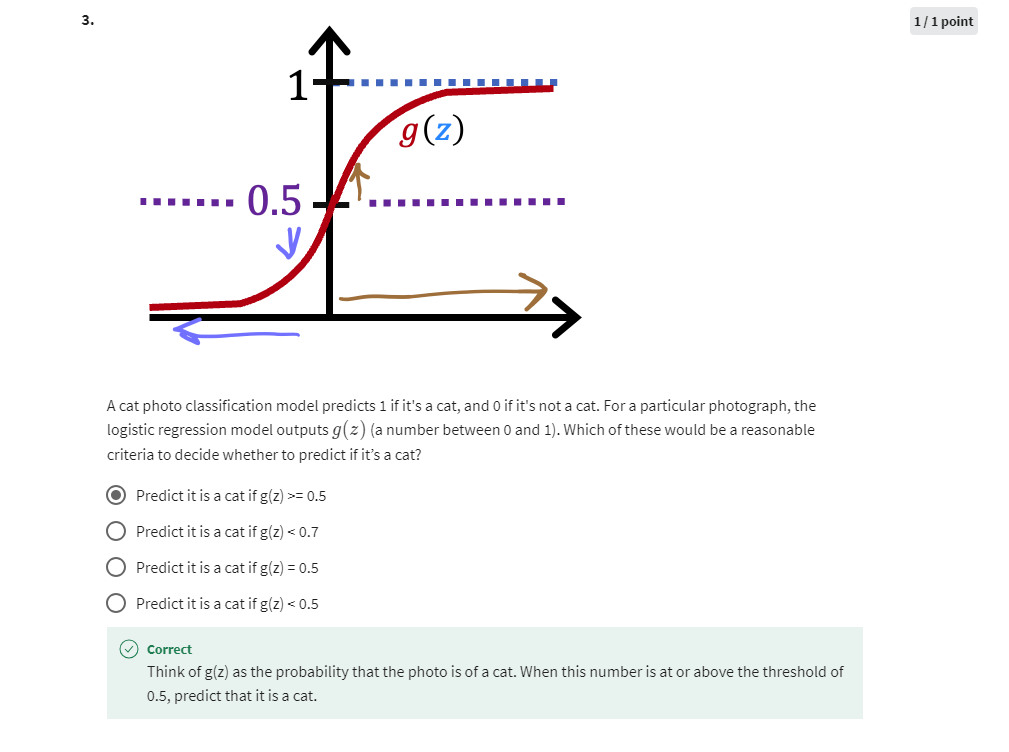 3.
1 / 1 point
1
g(z)
0.5
A cat photo classification model predicts 1 if it's a cat, and 0 if it's not a cat. For a particular photograph, the
logistic regression model outputs g(z) (a number between 0 and 1). Which of these would be a reasonable
criteria to decide whether to predict if it’s a cat?
Predict it is a cat if g(z) >= 0.5
Predict it is a cat if g(z) < 0.7
Predict it is a cat if g(z) = 0.5
Predict it is a cat if g(z) < 0.5
Correct
Think of g(z) as the probability that the photo is of a cat. When this number is at or above the threshold of
0.5, predict that it is a cat.